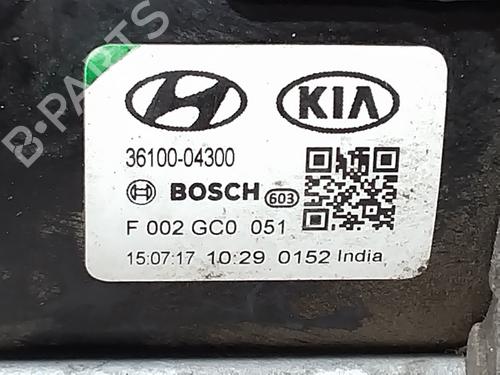 B-PARTS
KIA
36100-04300
BOSCH 603
F 002 GC0 051
15:07:17 10:29 0152 India